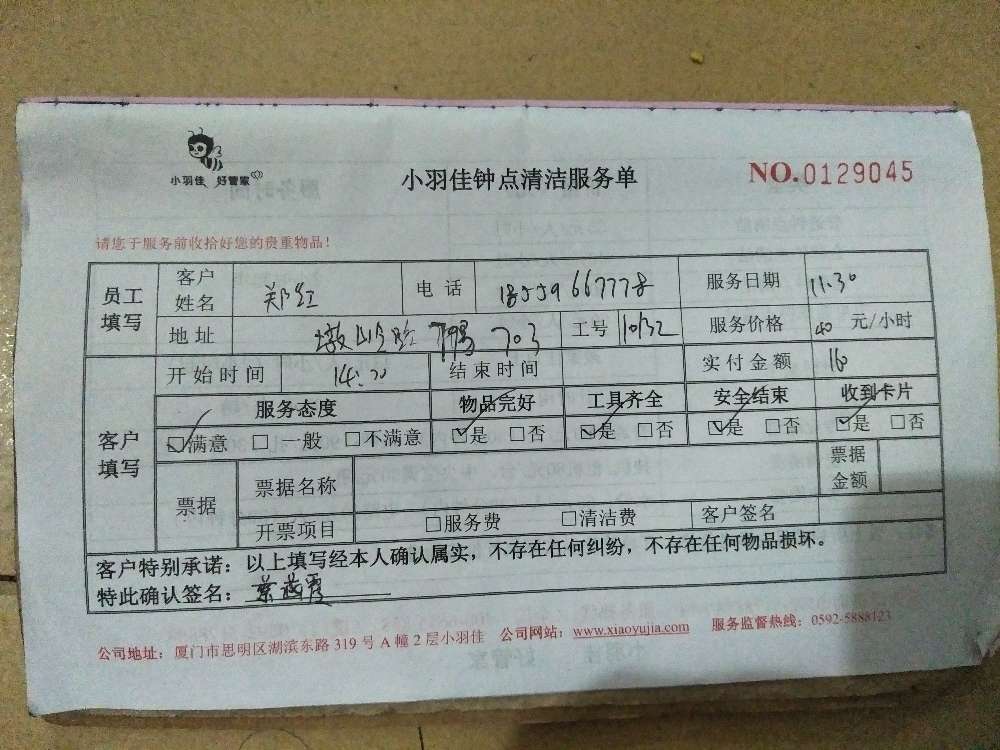 小羽佳 好管家
小羽佳钟点清洁服务单
NO.0129045
请您于服务前收拾好您的贵重物品!
员工填写 客户姓名 郑红 电话 18559667778 服务日期 11.30
地址 703 工号 10132 服务价格 40 元/小时
客户填写 开始时间 结束时间 实付金额 160
服务态度 物品完好 工具齐全 安全结束 收到卡片
☑满意 □一般 □不满意 ☑是 □否 ☑是 □否 ☑是 □否 ☑是 □否
票据 票据名称 票据金额
开票项目 □服务费 □清洁费 客户签名
客户特别承诺:以上填写经本人确认属实,不存在任何纠纷,不存在任何物品损坏。
特此确认签名:
公司地址:厦门市思明区湖滨东路 319 号 A 幢 2 层小羽佳 公司网站:www.xiaoyujia.com 服务监督热线:0592-5888123